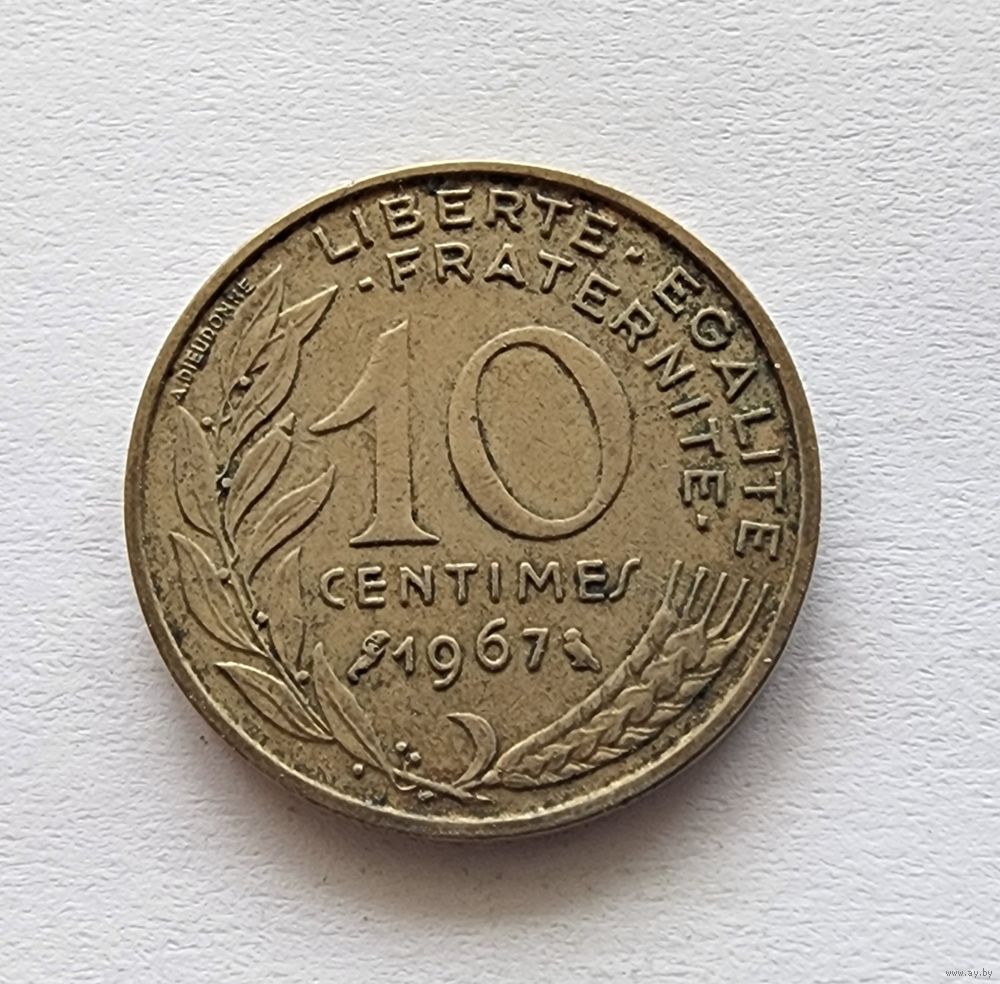 LIBERTE · EGALITE
· FRATERNITE ·
A.DIEUDONNE
10
CENTIMES
1967
www.ay.by